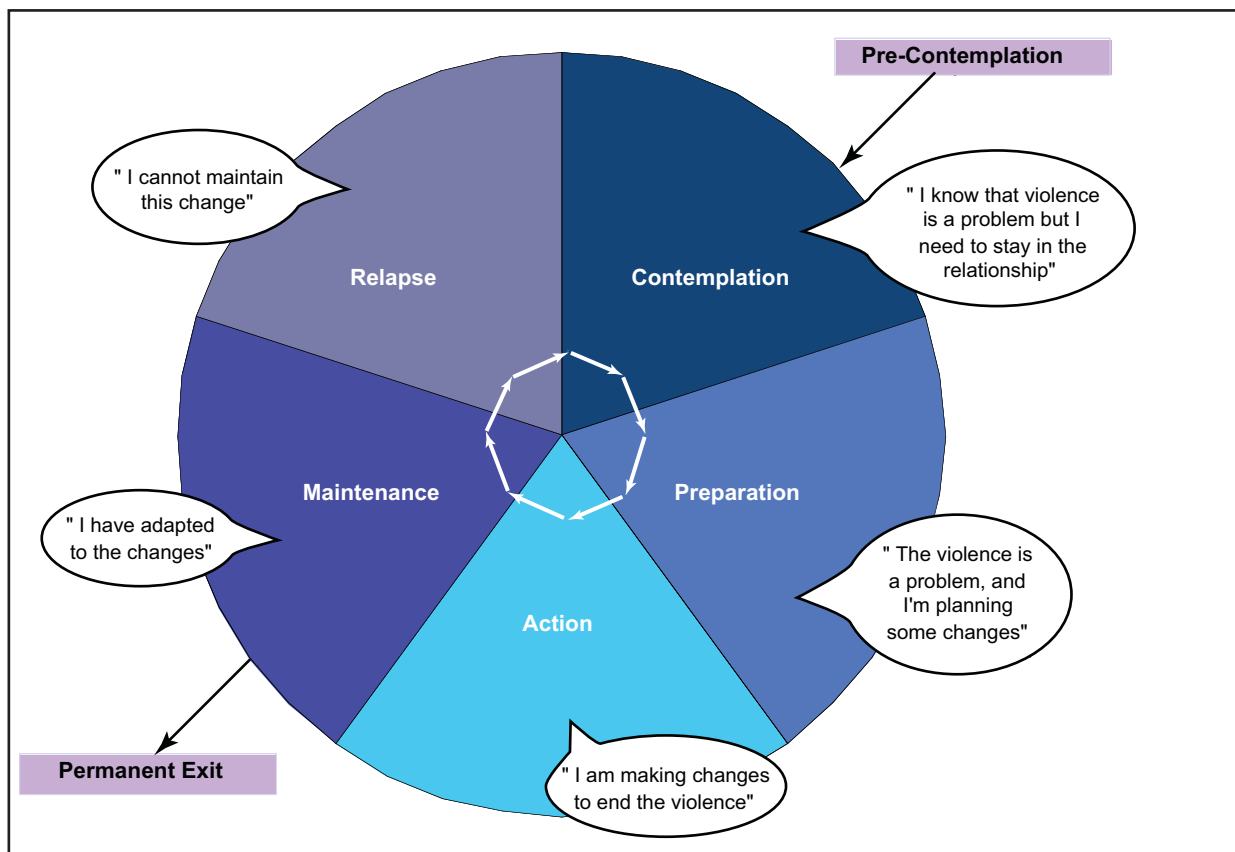 Pre-Contemplation
" I cannot maintain
this change"
" I know that violence
is a problem but I
need to stay in the
relationship"
Relapse
Contemplation
Maintenance
Preparation
" I have adapted
to the changes"
" The violence is
a problem, and
I'm planning
some changes"
Action
Permanent Exit
" I am making changes
to end the violence"